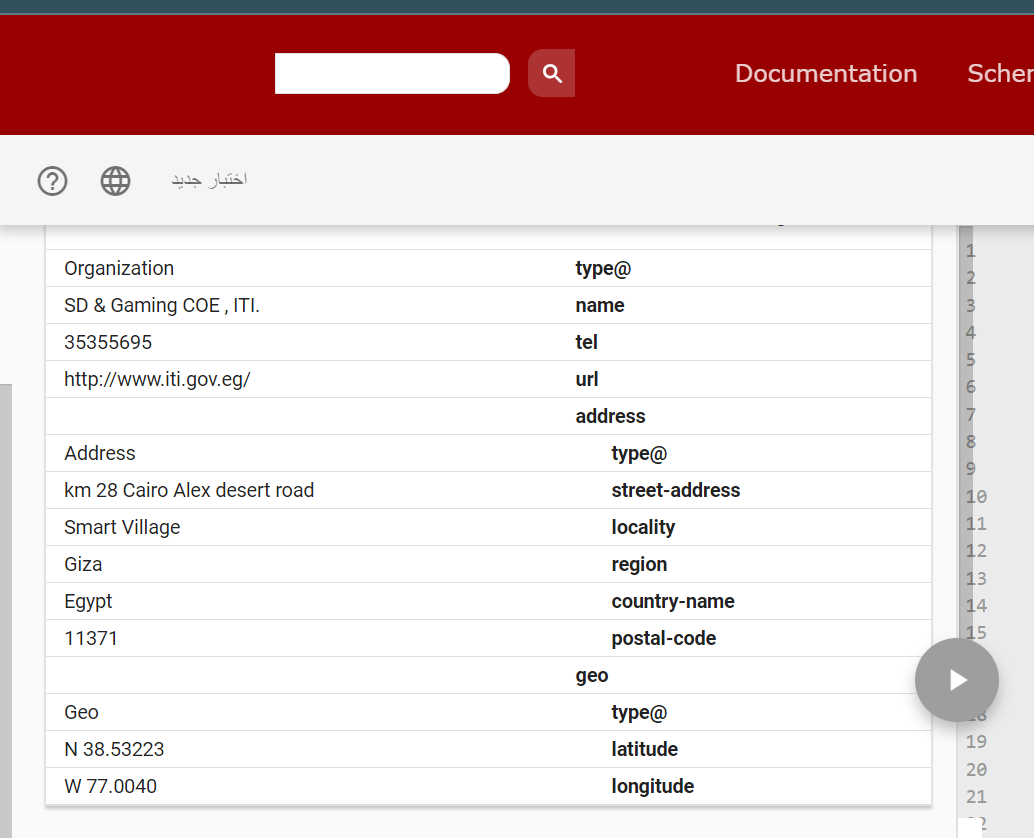 Documentation
Schem
اختبار جديد
Organization type@
SD & Gaming COE , ITI. name
35355695 tel
http://www.iti.gov.eg/ url
address
Address type@
km 28 Cairo Alex desert road street-address
Smart Village locality
Giza region
Egypt country-name
11371 postal-code
geo
Geo type@
N 38.53223 latitude
W 77.0040 longitude
1
2
3
4
5
6
7
8
9
10
11
12
13
14
15
18
19
20
21